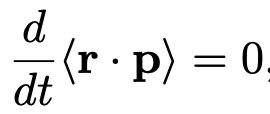 d/dt ⟨r · p⟩ = 0,